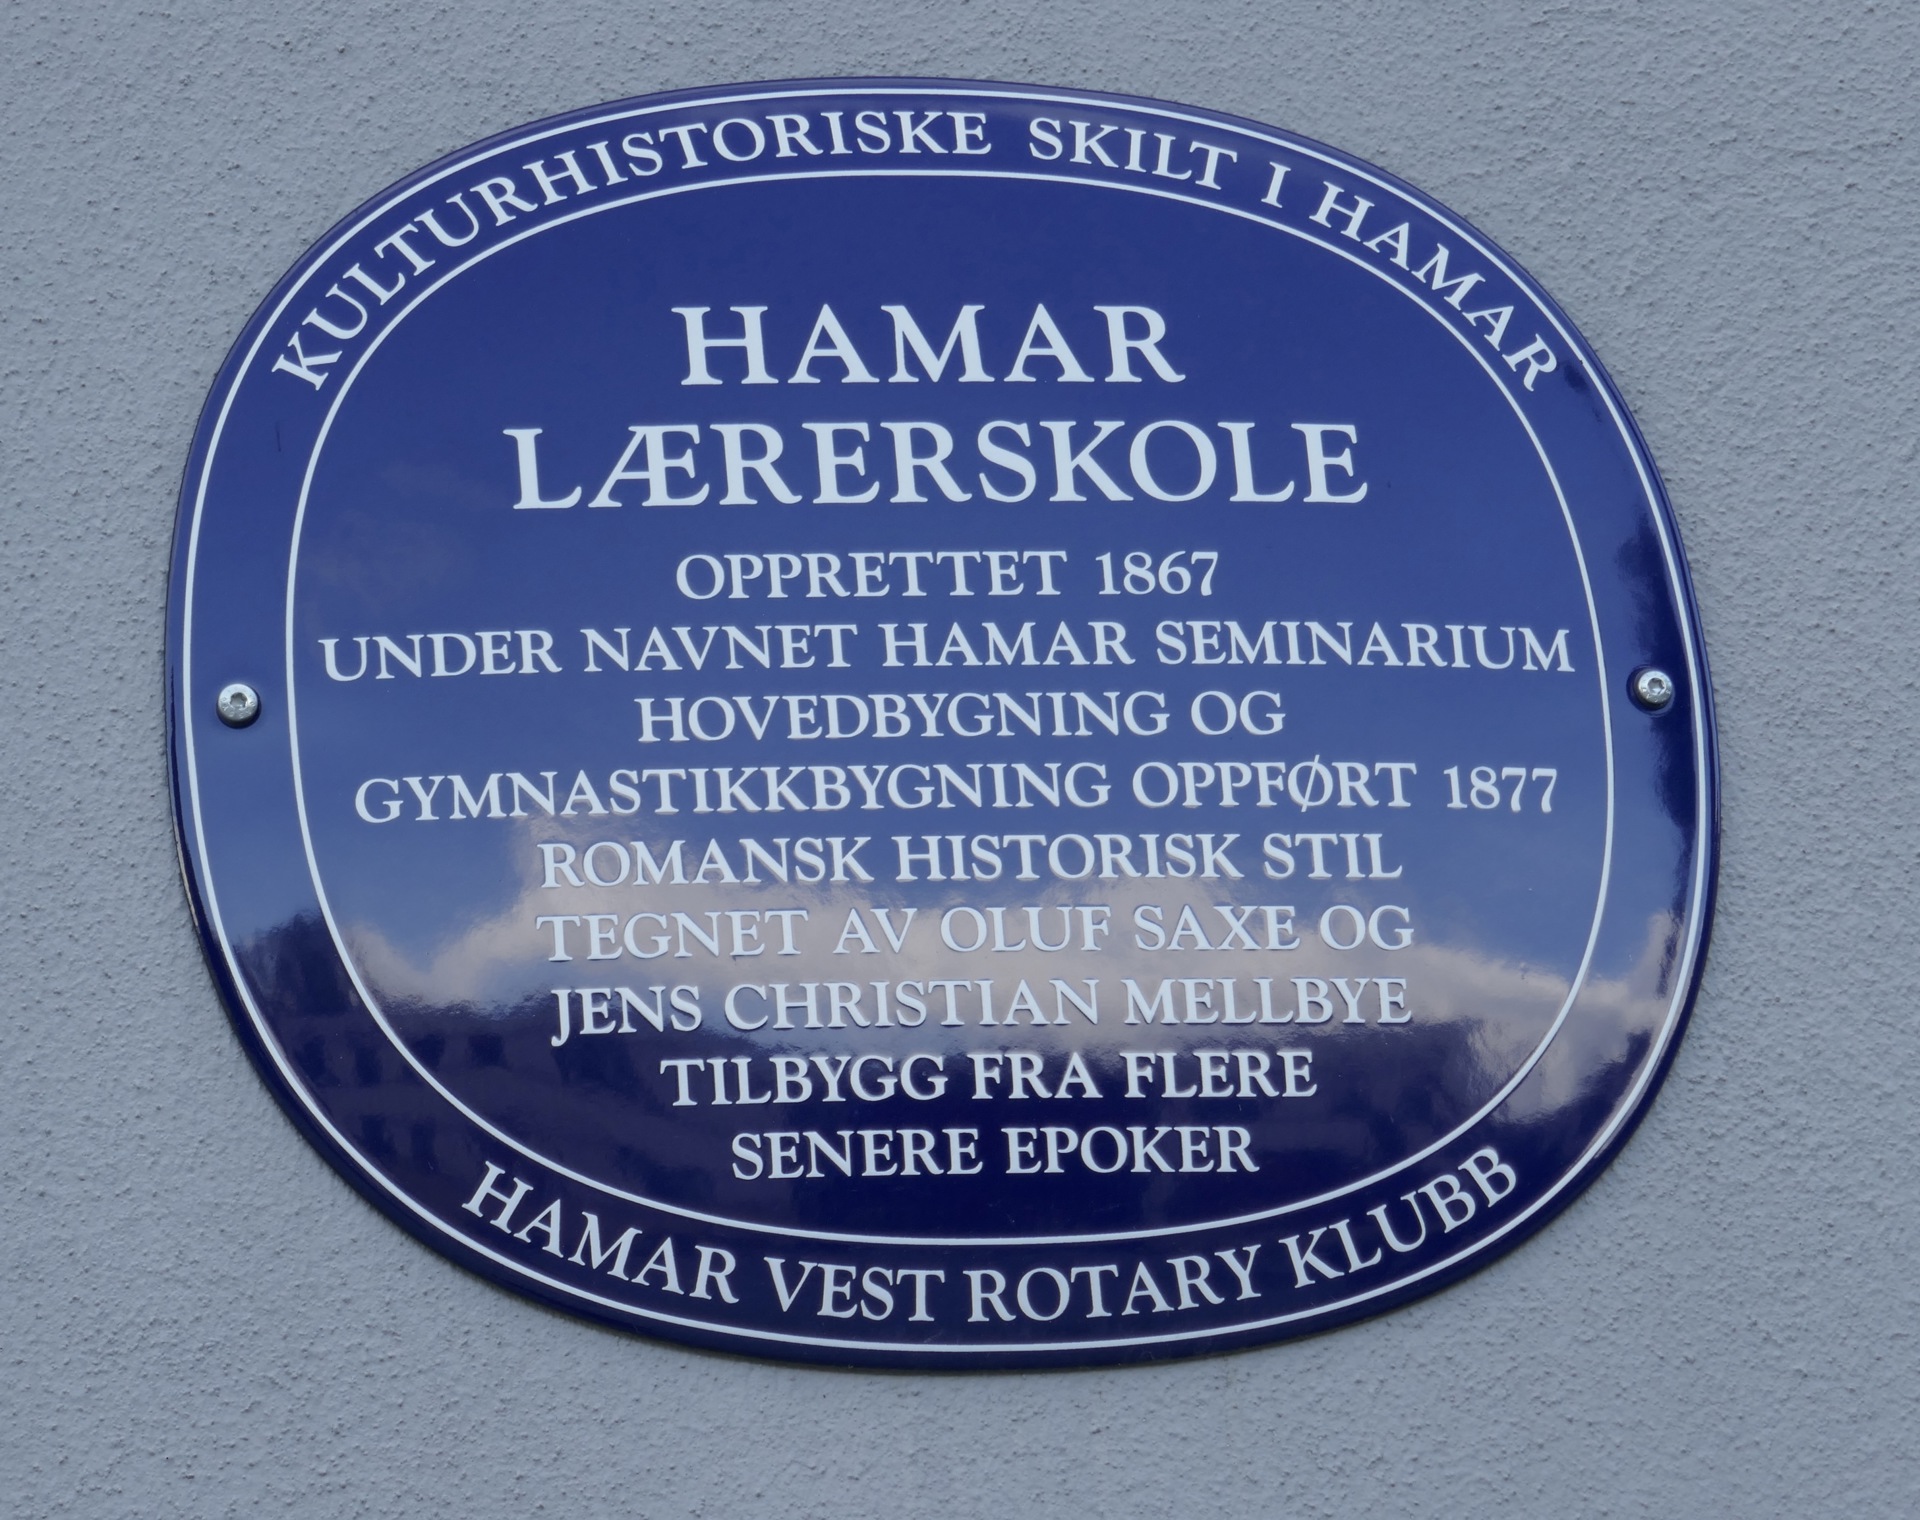 KULTURHISTORISKE SKILT I HAMAR
HAMAR
LÆRERSKOLE
OPPRETTET 1867
UNDER NAVNET HAMAR SEMINARIUM
HOVEDBYGNING OG
GYMNASTIKKBYGNING OPPFØRT 1877
ROMANSK HISTORISK STIL
TEGNET AV OLUF SAXE OG
JENS CHRISTIAN MELLBYE
TILBYGG FRA FLERE
SENERE EPOKER
HAMAR VEST ROTARY KLUBB